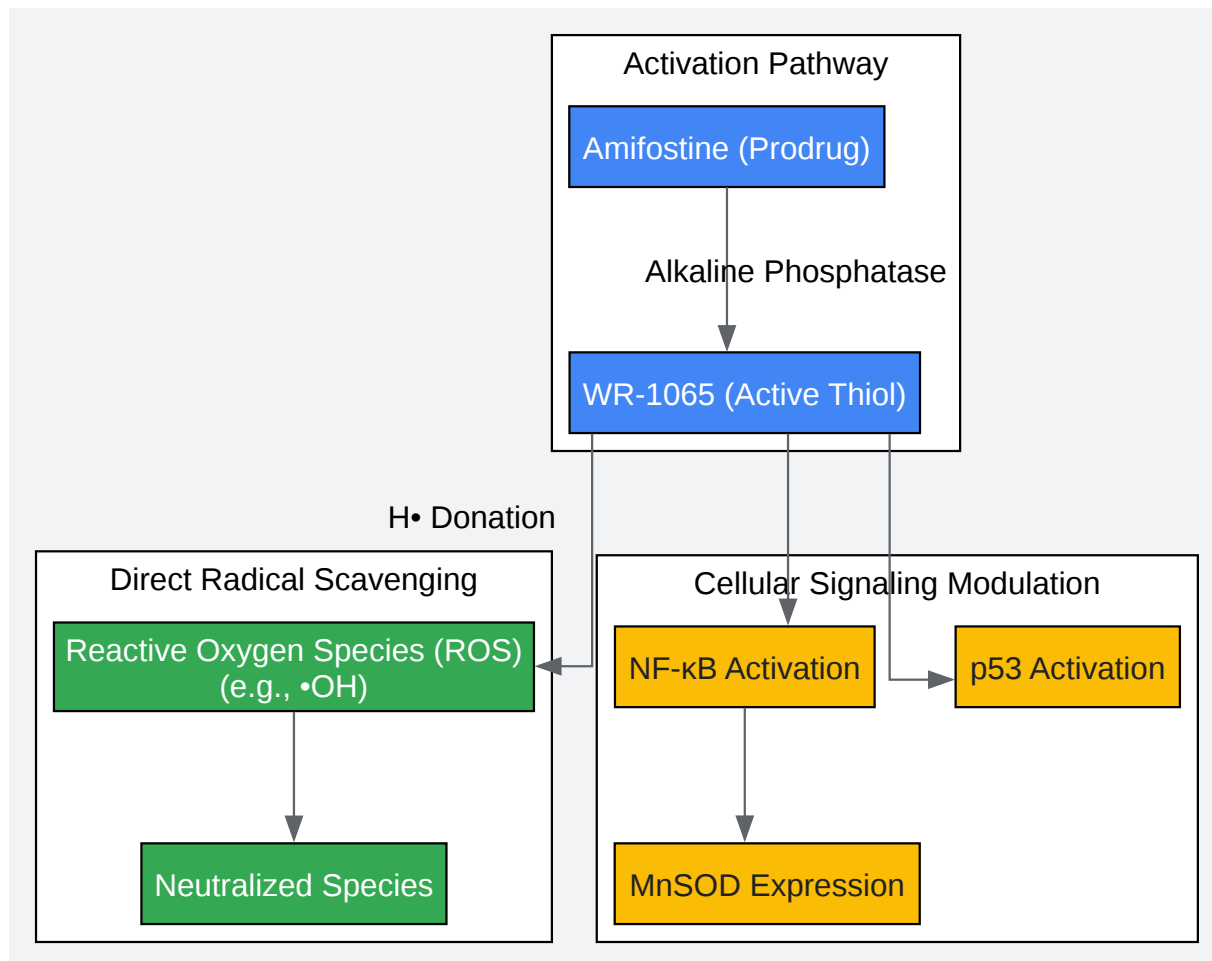 Activation Pathway
Amifostine (Prodrug)
Alkaline Phosphatase
WR-1065 (Active Thiol)
H• Donation
Direct Radical Scavenging
Reactive Oxygen Species (ROS)
(e.g., •OH)
Neutralized Species
Cellular Signaling Modulation
NF-κB Activation
p53 Activation
MnSOD Expression